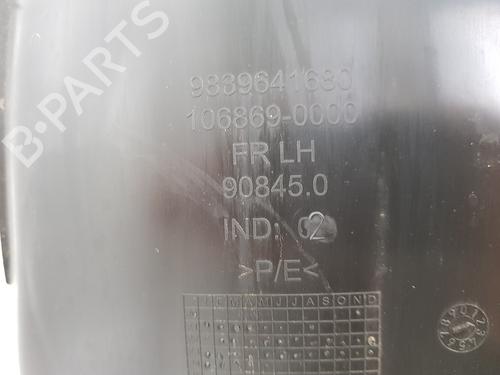 B-PARTS
9839641680
106869-0000
FR LH
90845.0
IND: 02
>P/E<
J F M A M J J A S O N D